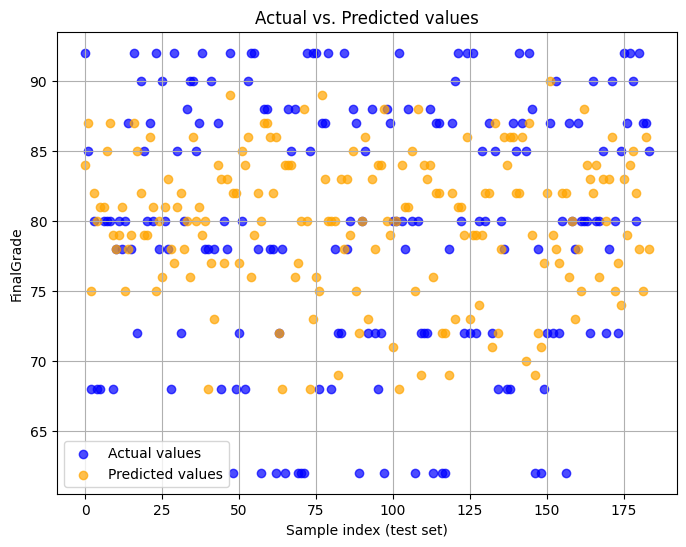 Actual vs. Predicted values
FinalGrade
90
85
80
75
70
65
Actual values
Predicted values
0 25 50 75 100 125 150 175
Sample index (test set)